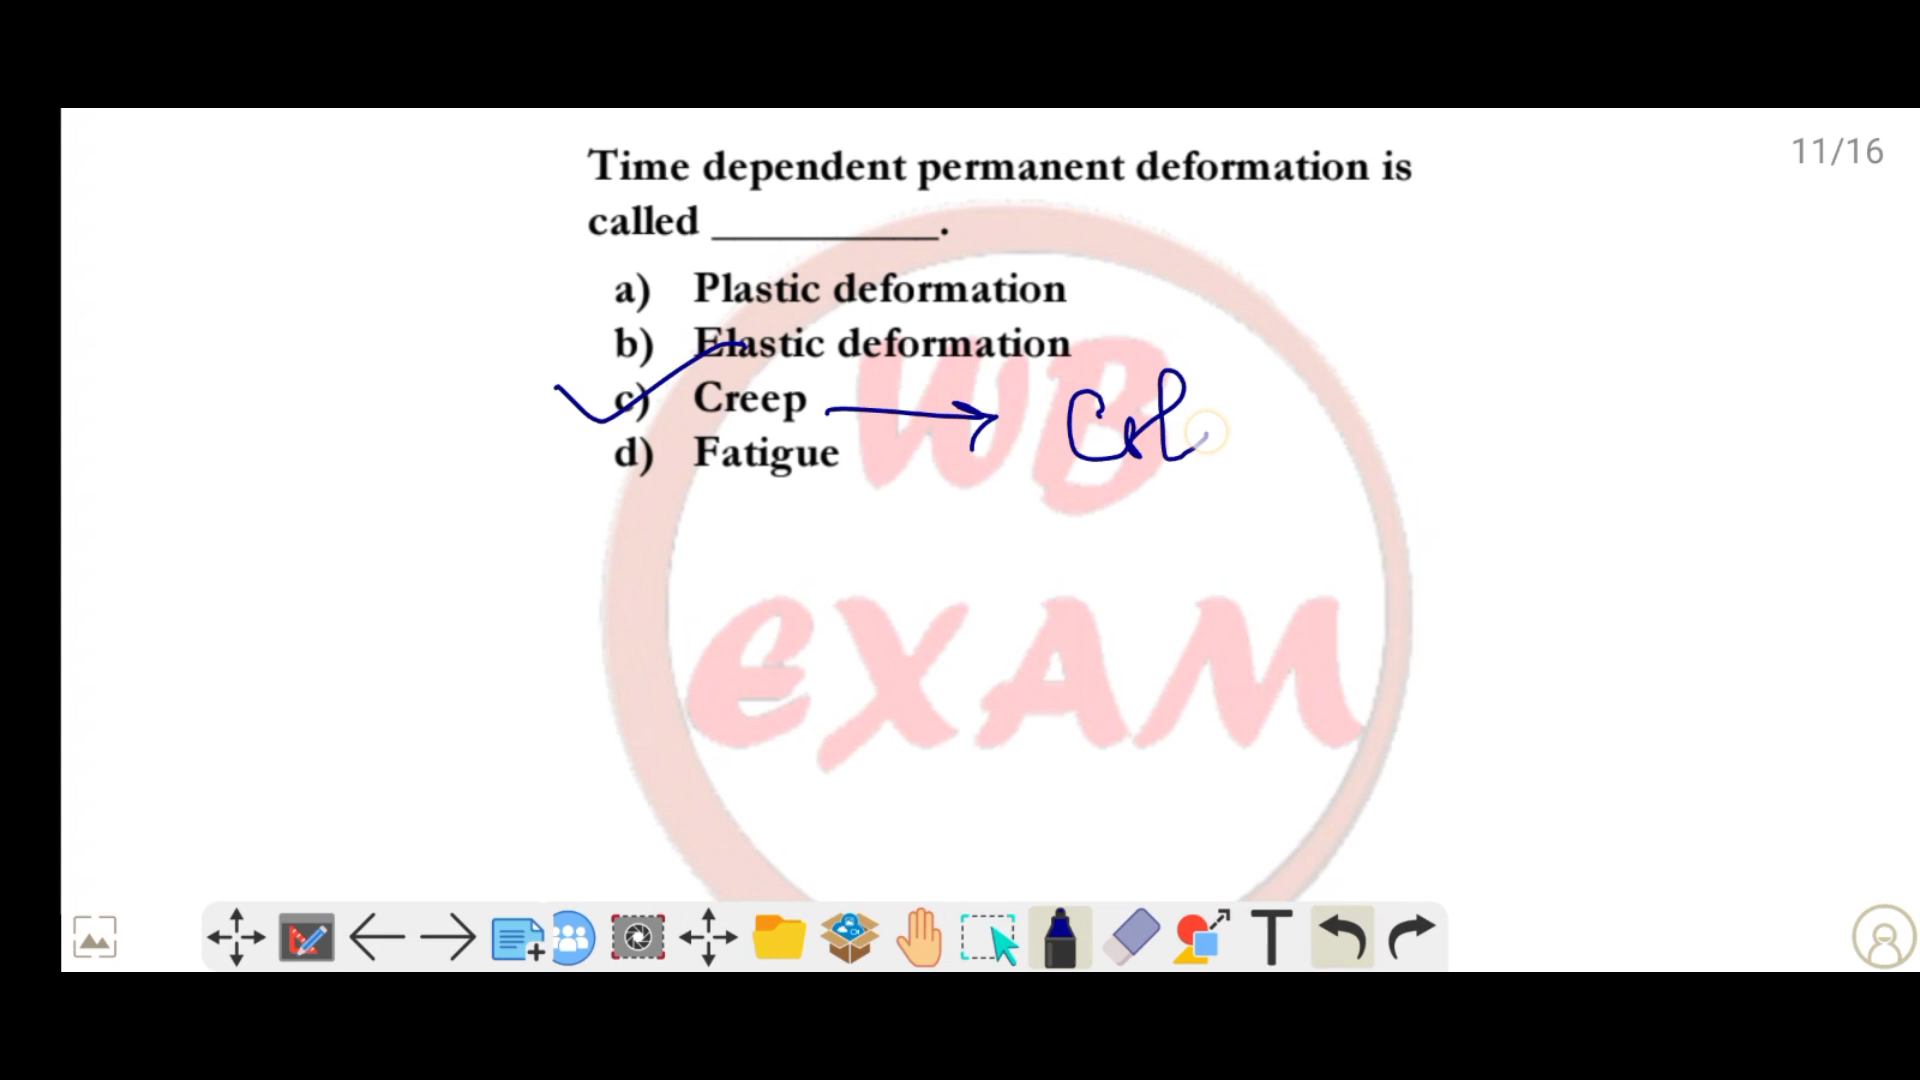 11/16
Time dependent permanent deformation is
called ___________.
a) Plastic deformation
b) Elastic deformation
c) Creep
d) Fatigue
WB
EXAM